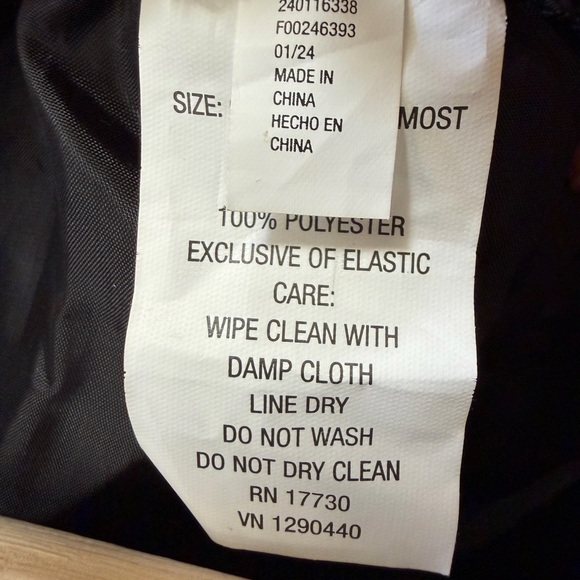 240116338
F00246393
01/24
MADE IN
CHINA
HECHO EN
CHINA
SIZE: MOST
100% POLYESTER
EXCLUSIVE OF ELASTIC
CARE:
WIPE CLEAN WITH
DAMP CLOTH
LINE DRY
DO NOT WASH
DO NOT DRY CLEAN
RN 17730
VN 1290440